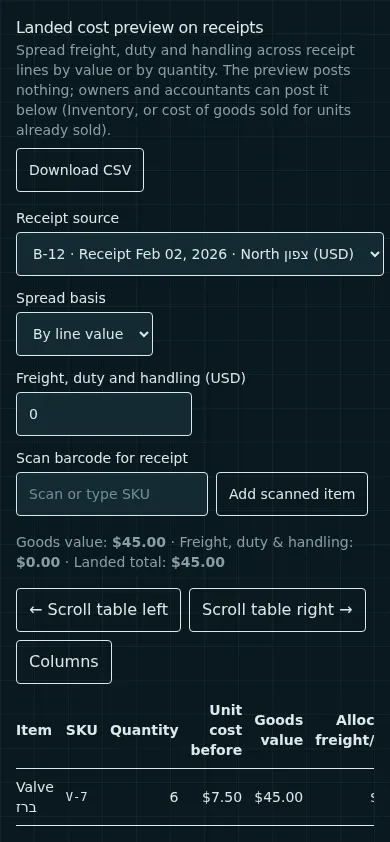 Landed cost preview on receipts
Spread freight, duty and handling across receipt
lines by value or by quantity. The preview posts
nothing; owners and accountants can post it
below (Inventory, or cost of goods sold for units
already sold).
Download CSV
Receipt source
B-12 · Receipt Feb 02, 2026 · North צפון (USD)
Spread basis
By line value
Freight, duty and handling (USD)
0
Scan barcode for receipt
Scan or type SKU Add scanned item
Goods value: $45.00 · Freight, duty & handling:
$0.00 · Landed total: $45.00
← Scroll table left Scroll table right →
Columns
Unit
cost Goods Alloc
Item SKU Quantity
before value freight/
Valve
V-7 6 $7.50 $45.00
ברז